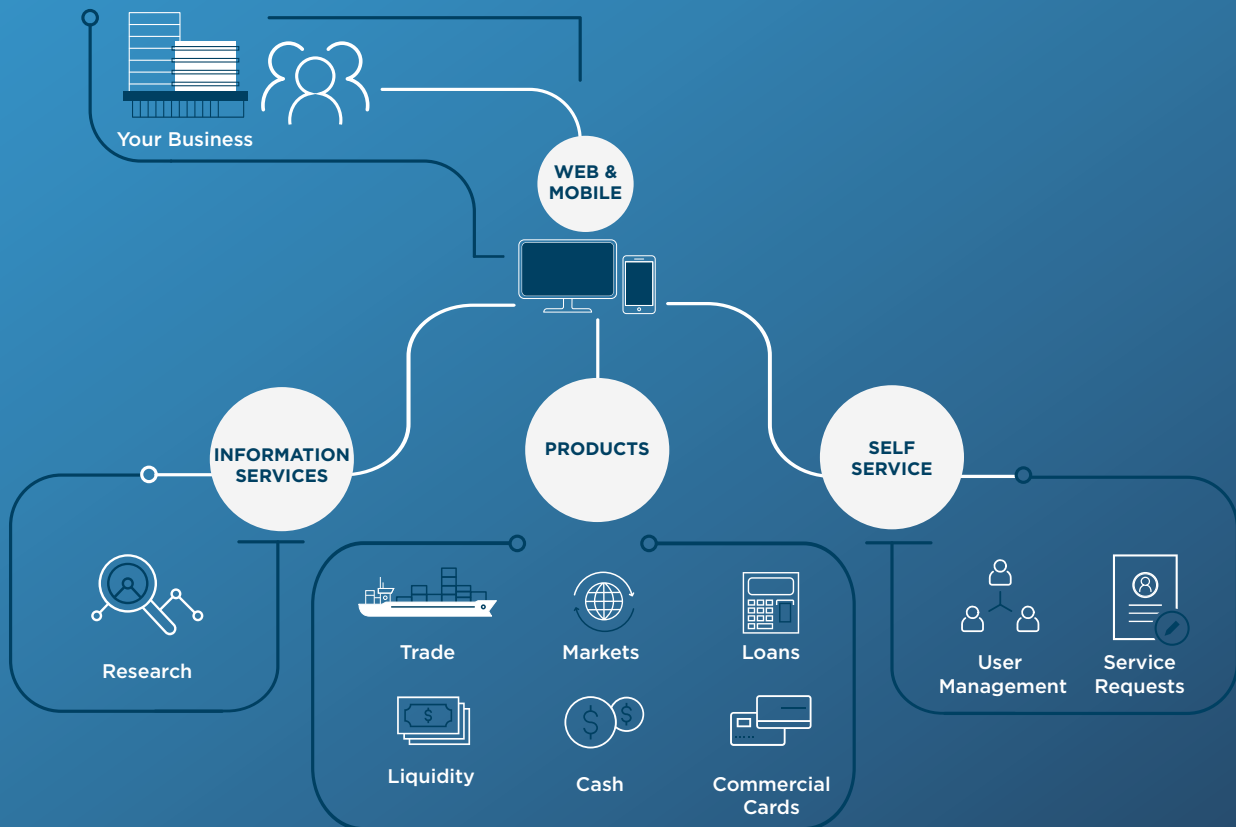 Your Business
WEB &
MOBILE
INFORMATION
SERVICES
PRODUCTS
SELF
SERVICE
Research
Trade
Markets
Loans
Liquidity
Cash
Commercial
Cards
User
Management
Service
Requests